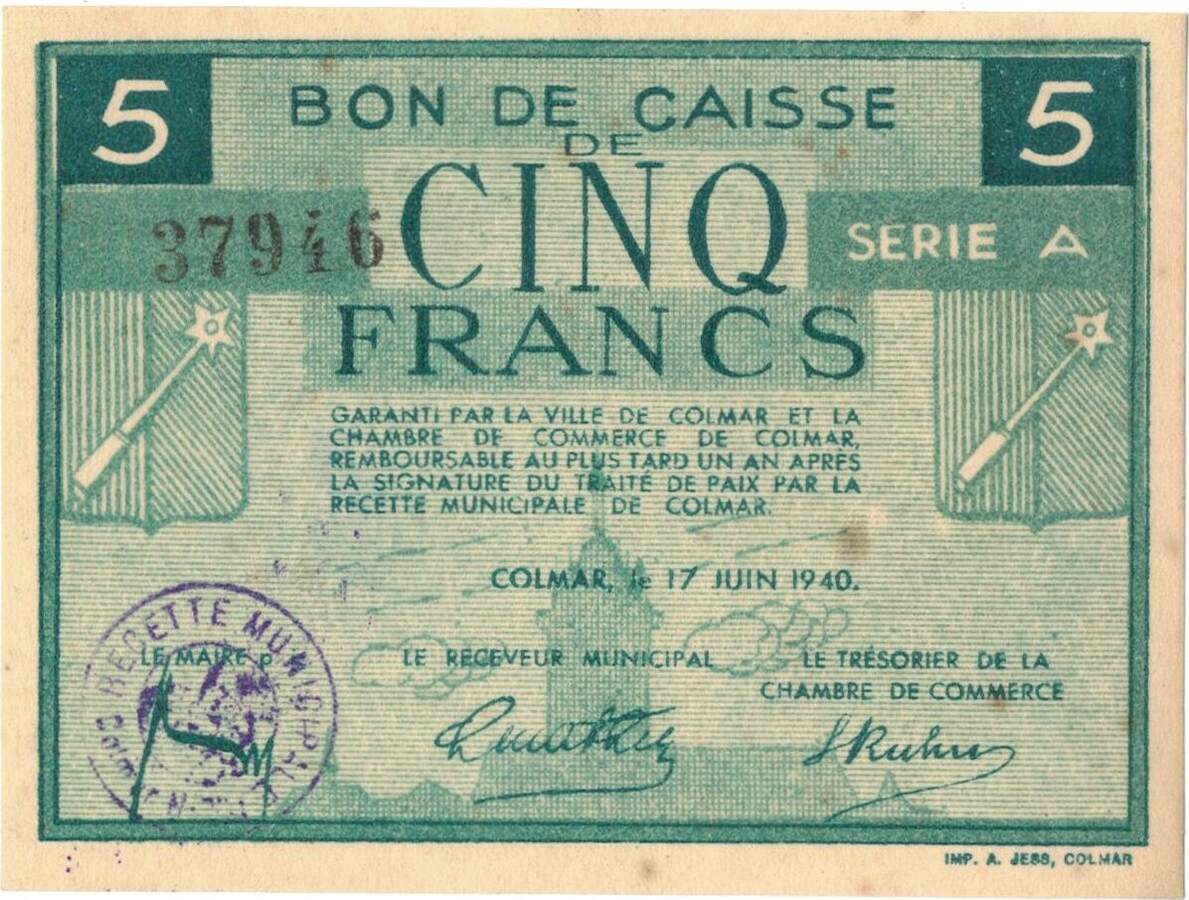 5 BON DE CAISSE 5
DE
CINQ
37946 SERIE A
FRANCS
GARANTI PAR LA VILLE DE COLMAR ET LA
CHAMBRE DE COMMERCE DE COLMAR,
REMBOURSABLE AU PLUS TARD UN AN APRÈS
LA SIGNATURE DU TRAITÉ DE PAIX PAR LA
RECETTE MUNICIPALE DE COLMAR.
COLMAR, le 17 JUIN 1940.
LE MAIRE P LE RECEVEUR MUNICIPAL LE TRÉSORIER DE LA
CHAMBRE DE COMMERCE
RECETTE MUNICIPALE
IMP. A. JESS, COLMAR